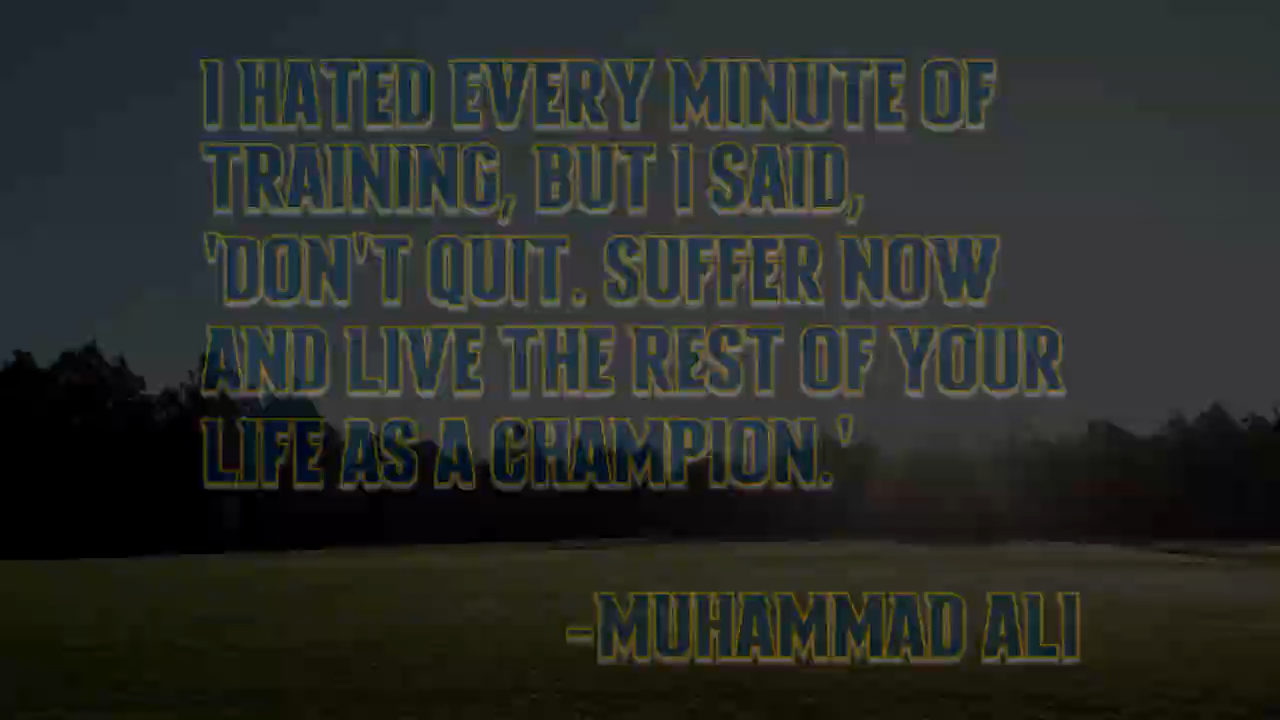 I HATED EVERY MINUTE OF
TRAINING, BUT I SAID,
'DON'T QUIT. SUFFER NOW
AND LIVE THE REST OF YOUR
LIFE AS A CHAMPION.'
-MUHAMMAD ALI